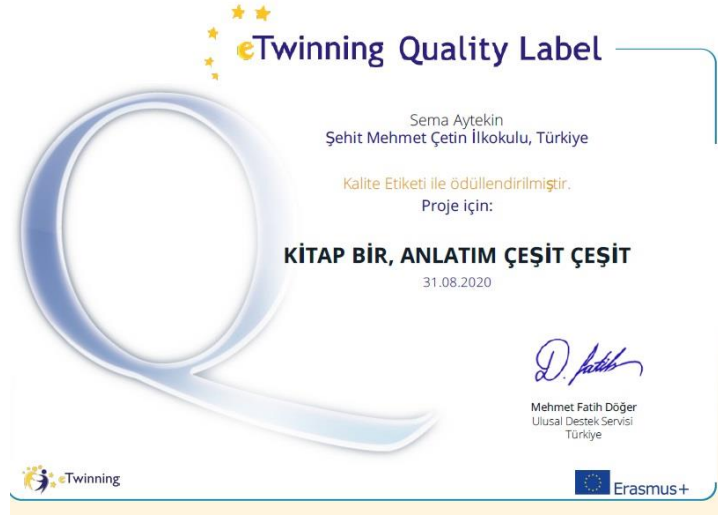 eTwinning Quality Label
Sema Aytekin
Şehit Mehmet Çetin İlkokulu, Türkiye
Kalite Etiketi ile ödüllendirilmiştir.
Proje için:
KİTAP BİR, ANLATIM ÇEŞİT ÇEŞİT
31.08.2020
D. fatih
Mehmet Fatih Döğer
Ulusal Destek Servisi
Türkiye
eTwinning
Erasmus+